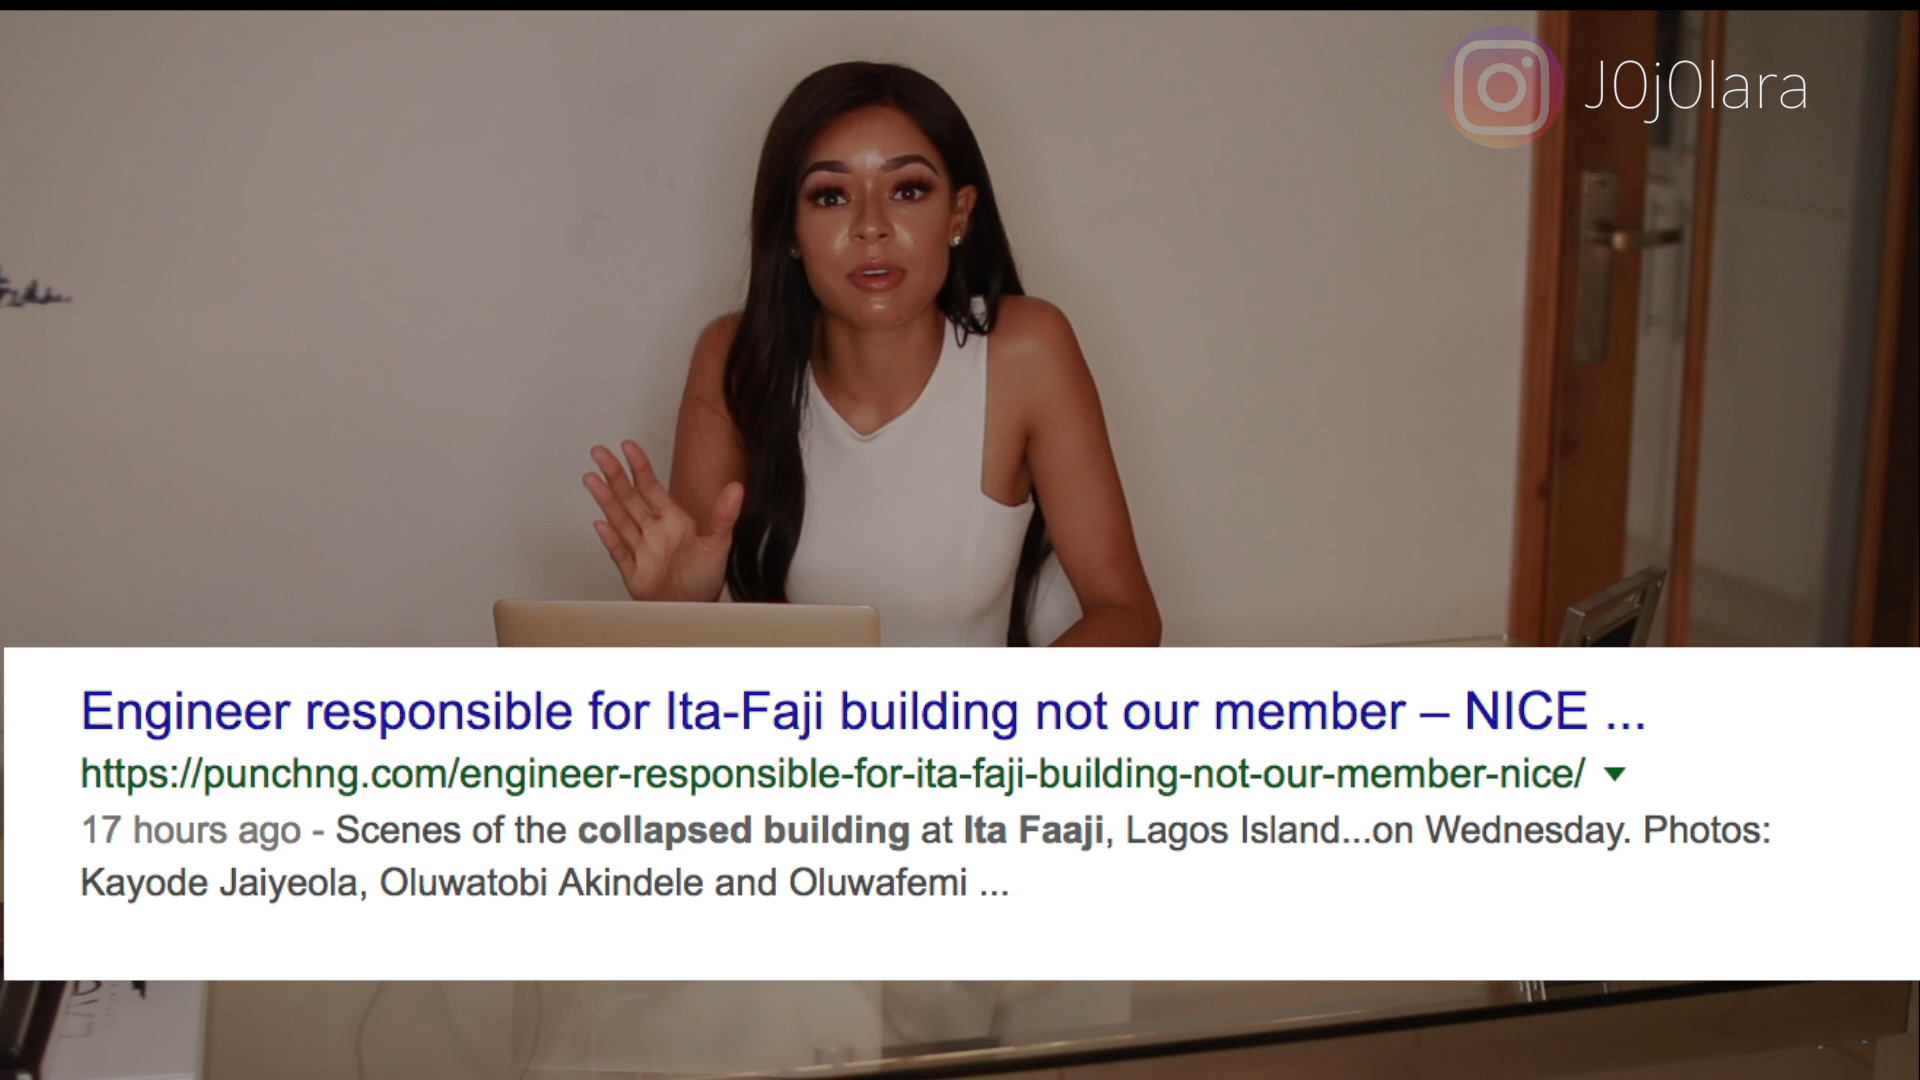 J0j0lara
Engineer responsible for Ita-Faji building not our member – NICE ...
https://punchng.com/engineer-responsible-for-ita-faji-building-not-our-member-nice/
17 hours ago - Scenes of the collapsed building at Ita Faaji, Lagos Island...on Wednesday. Photos:
Kayode Jaiyeola, Oluwatobi Akindele and Oluwafemi ...